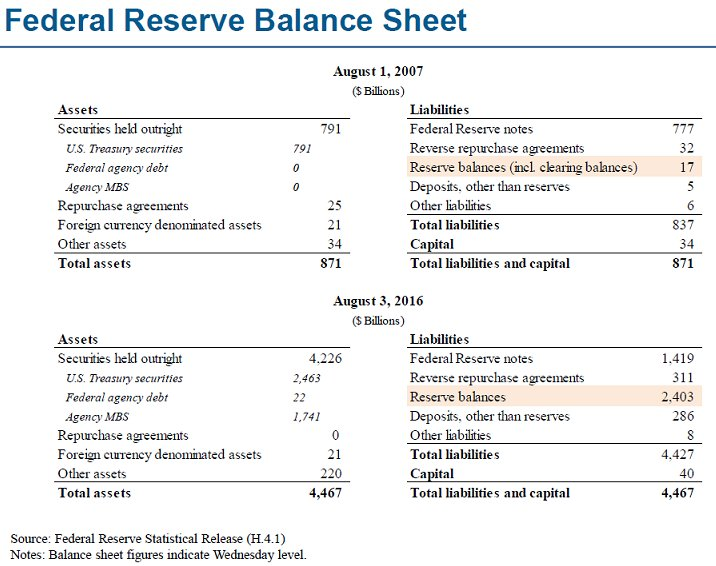 Federal Reserve Balance Sheet
August 1, 2007
($ Billions)
Assets Liabilities
Securities held outright 791 Federal Reserve notes 777
U.S. Treasury securities 791 Reverse repurchase agreements 32
Federal agency debt 0 Reserve balances (incl. clearing balances) 17
Agency MBS 0 Deposits, other than reserves 5
Repurchase agreements 25 Other liabilities 6
Foreign currency denominated assets 21 Total liabilities 837
Other assets 34 Capital 34
Total assets 871 Total liabilities and capital 871
August 3, 2016
($ Billions)
Assets Liabilities
Securities held outright 4,226 Federal Reserve notes 1,419
U.S. Treasury securities 2,463 Reverse repurchase agreements 311
Federal agency debt 22 Reserve balances 2,403
Agency MBS 1,741 Deposits, other than reserves 286
Repurchase agreements 0 Other liabilities 8
Foreign currency denominated assets 21 Total liabilities 4,427
Other assets 220 Capital 40
Total assets 4,467 Total liabilities and capital 4,467
Source: Federal Reserve Statistical Release (H.4.1)
Notes: Balance sheet figures indicate Wednesday level.